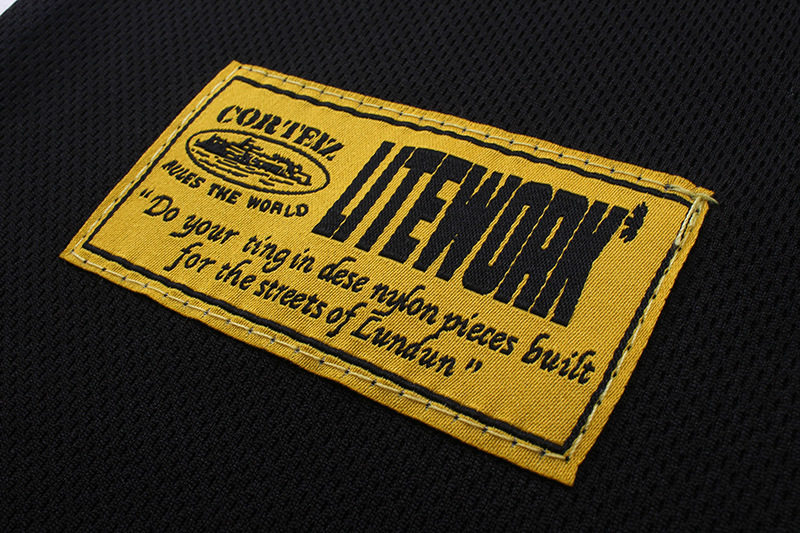 CORTEIZ
RULES THE WORLD
LITEWORK*
"Do your ting in dese nylon pieces built
for the streets of Lundun"